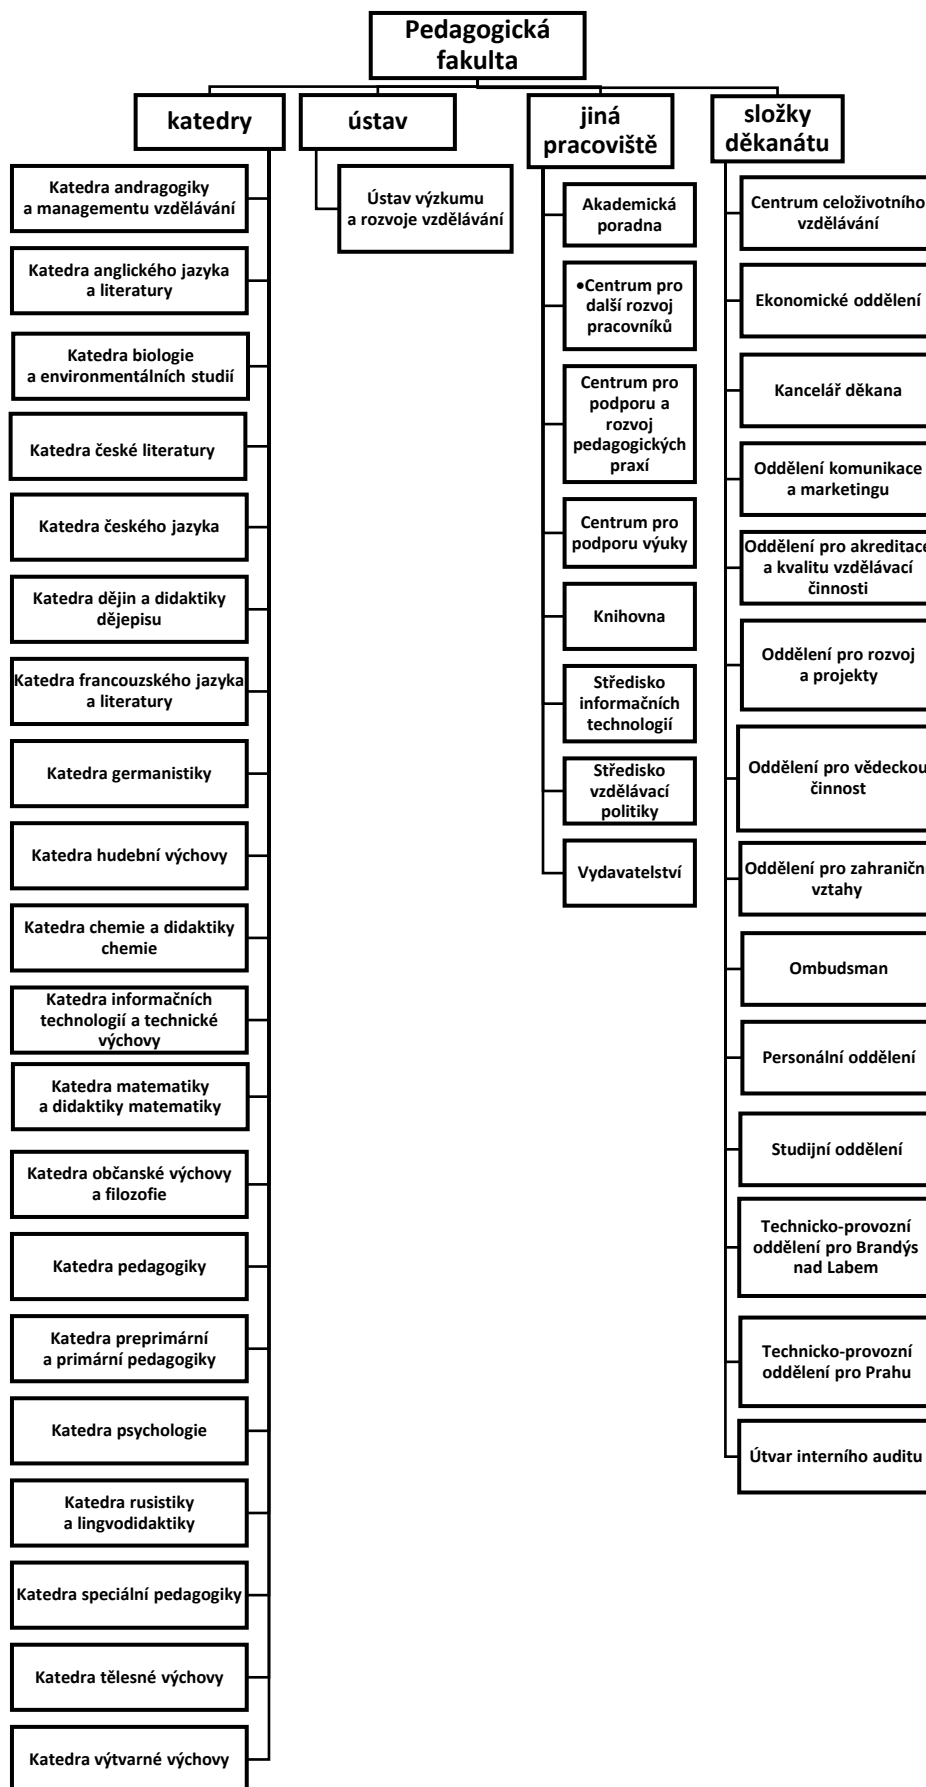 Pedagogická
fakulta
katedry
Katedra andragogiky
a managementu vzdělávání
Katedra anglického jazyka
a literatury
Katedra biologie
a environmentálních studií
Katedra české literatury
Katedra českého jazyka
Katedra dějin a didaktiky
dějepisu
Katedra francouzského jazyka
a literatury
Katedra germanistiky
Katedra hudební výchovy
Katedra chemie a didaktiky
chemie
Katedra informačních
technologií a technické
výchovy
Katedra matematiky
a didaktiky matematiky
Katedra občanské výchovy
a filozofie
Katedra pedagogiky
Katedra preprimární
a primární pedagogiky
Katedra psychologie
Katedra rusistiky
a lingvodidaktiky
Katedra speciální pedagogiky
Katedra tělesné výchovy
Katedra výtvarné výchovy
ústav
Ústav výzkumu
a rozvoje vzdělávání
jiná
pracoviště
Akademická
poradna
•Centrum pro
další rozvoj
pracovníků
Centrum pro
podporu a
rozvoj
pedagogických
praxí
Centrum pro
podporu výuky
Knihovna
Středisko
informačních
technologií
Středisko
vzdělávací
politiky
Vydavatelství
složky
děkanátu
Centrum celoživotního
vzdělávání
Ekonomické oddělení
Kancelář děkana
Oddělení komunikace
a marketingu
Oddělení pro akreditace
a kvalitu vzdělávací
činnosti
Oddělení pro rozvoj
a projekty
Oddělení pro vědeckou
činnost
Oddělení pro zahraniční
vztahy
Ombudsman
Personální oddělení
Studijní oddělení
Technicko-provozní
oddělení pro Brandýs
nad Labem
Technicko-provozní
oddělení pro Prahu
Útvar interního auditu